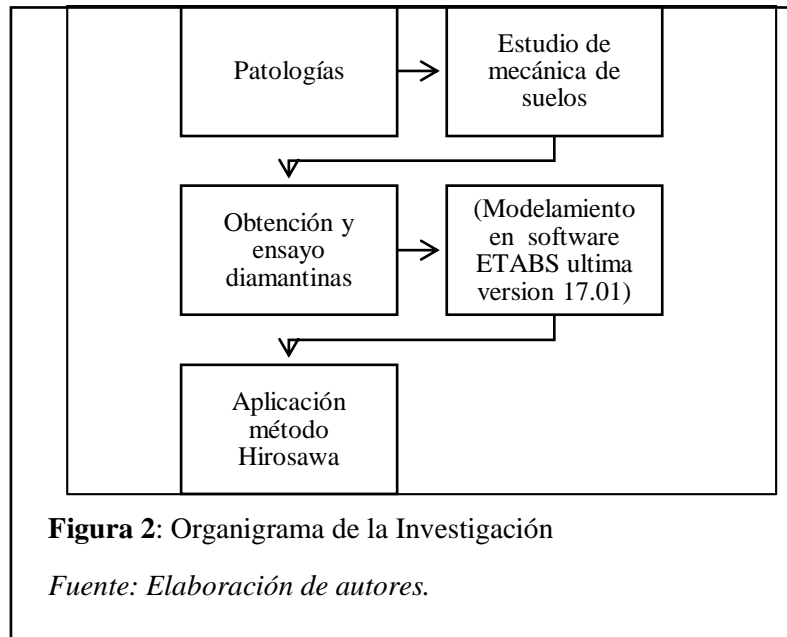 Patologías
Estudio de
mecánica de
suelos
Obtención y
ensayo
diamantinas
(Modelamiento
en software
ETABS ultima
version 17.01)
Aplicación
método
Hirosawa
Figura 2: Organigrama de la Investigación
Fuente: Elaboración de autores.